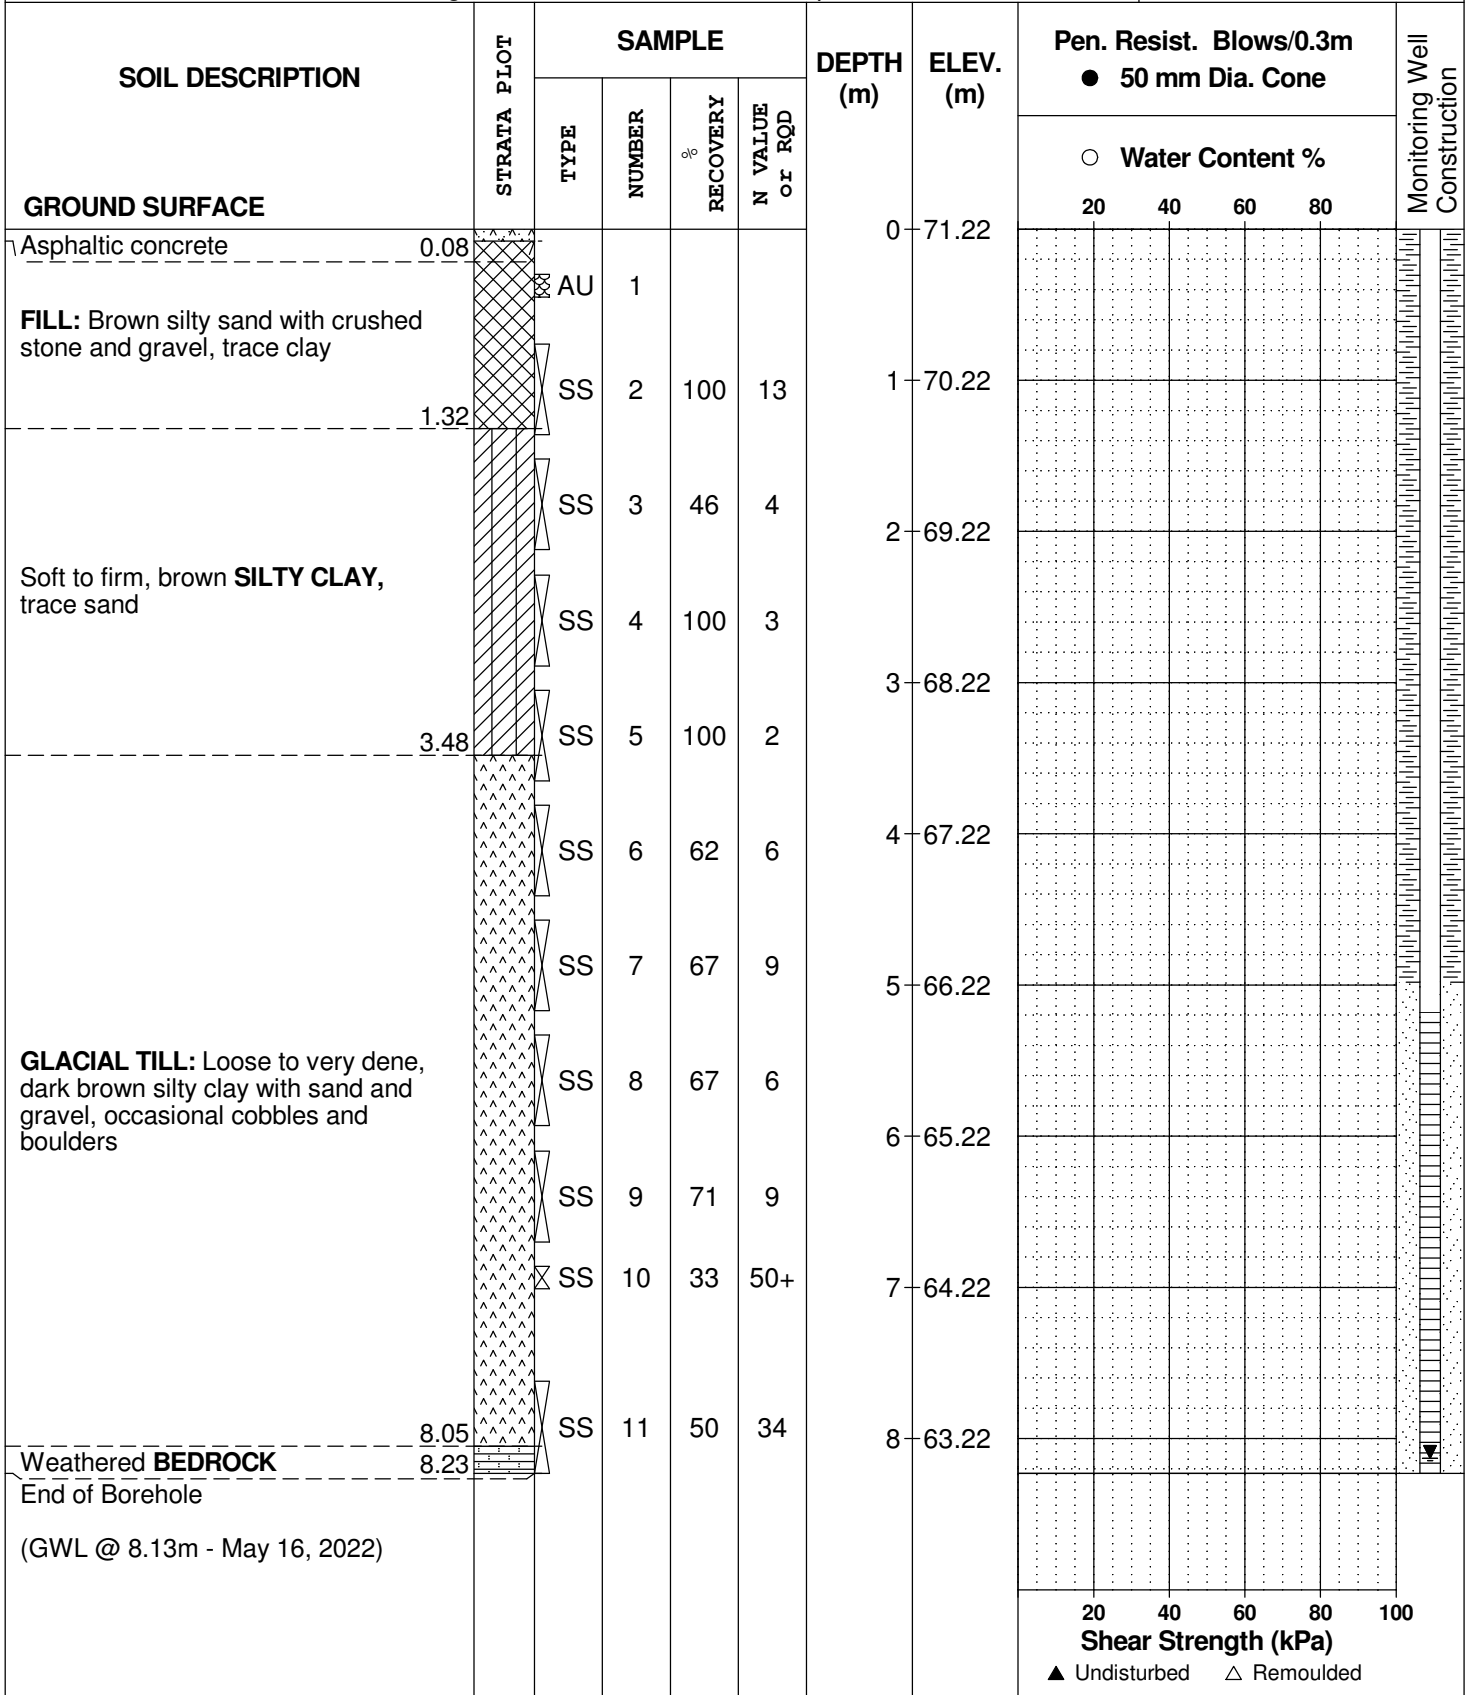 SOIL DESCRIPTION
GROUND SURFACE
STRATA PLOT
SAMPLE
TYPE
NUMBER
%
RECOVERY
N VALUE
or RQD
DEPTH
(m)
ELEV.
(m)
Pen. Resist. Blows/0.3m
● 50 mm Dia. Cone
○ Water Content %
20 40 60 80
Monitoring Well
Construction
0 71.22
Asphaltic concrete 0.08
AU 1
FILL: Brown silty sand with crushed
stone and gravel, trace clay
SS 2 100 13
1 70.22
1.32
SS 3 46 4
2 69.22
Soft to firm, brown SILTY CLAY,
trace sand
SS 4 100 3
3 68.22
SS 5 100 2
3.48
4 67.22
SS 6 62 6
SS 7 67 9
5 66.22
GLACIAL TILL: Loose to very dene,
dark brown silty clay with sand and
gravel, occasional cobbles and
boulders
SS 8 67 6
6 65.22
SS 9 71 9
SS 10 33 50+
7 64.22
SS 11 50 34
8.05
8 63.22
Weathered BEDROCK 8.23
End of Borehole
(GWL @ 8.13m - May 16, 2022)
20 40 60 80 100
Shear Strength (kPa)
▲ Undisturbed △ Remoulded